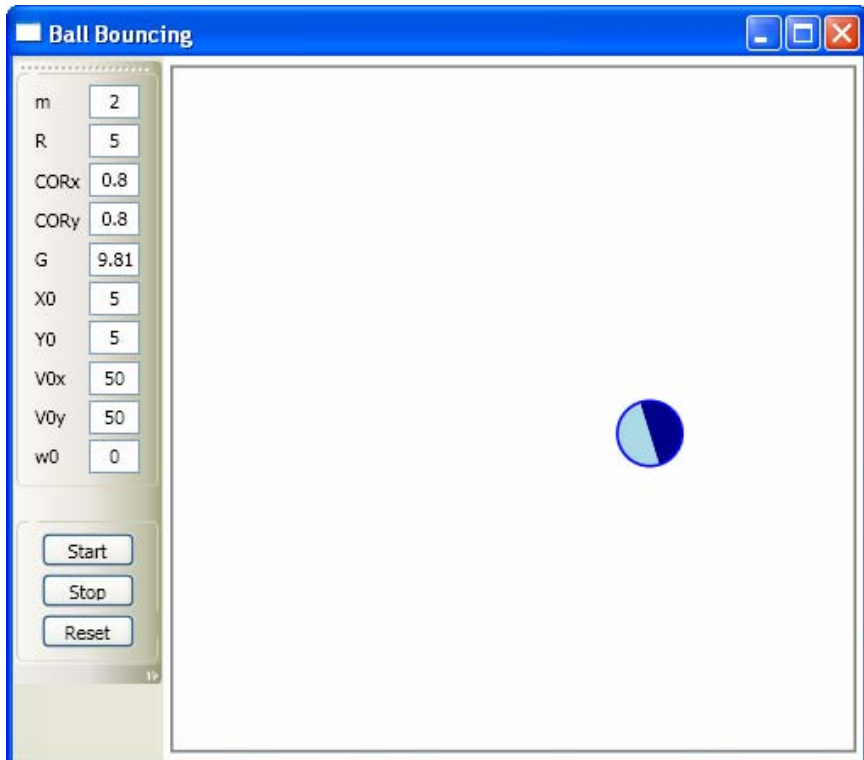 Ball Bouncing
m 2
R 5
CORx 0.8
CORy 0.8
G 9.81
X0 5
Y0 5
V0x 50
V0y 50
w0 0
Start
Stop
Reset